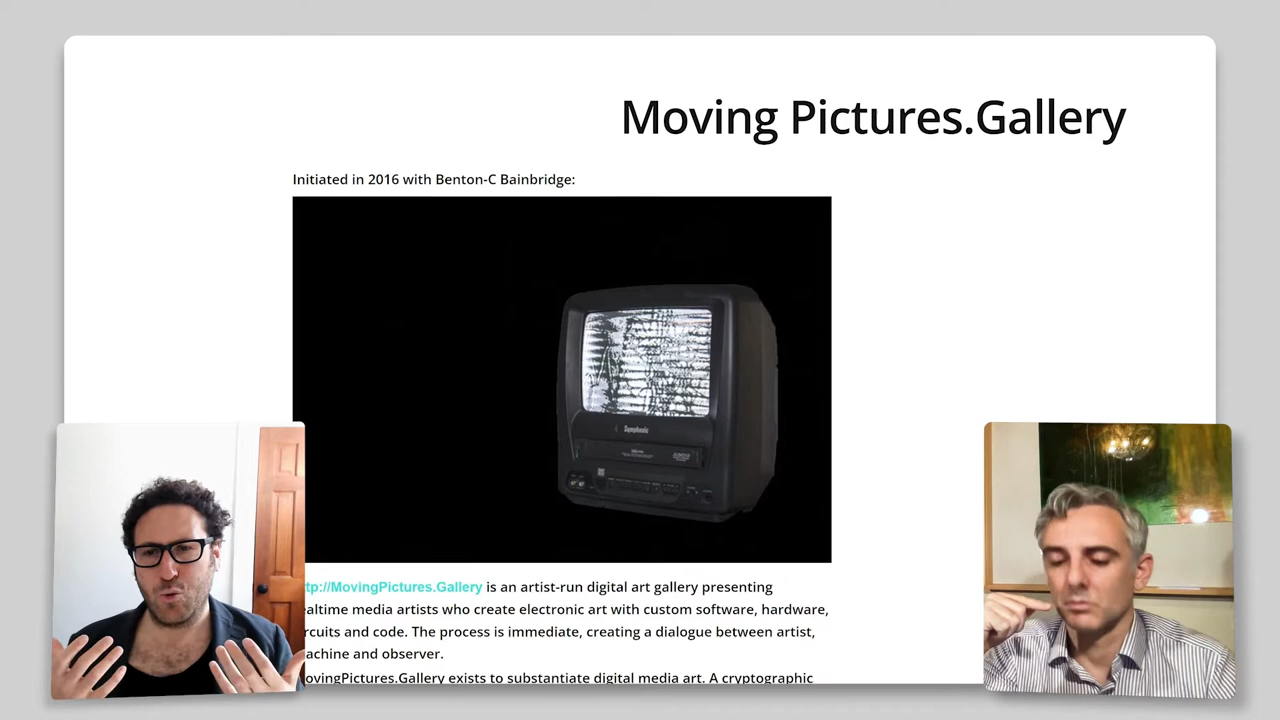 Moving Pictures.Gallery
Initiated in 2016 with Benton-C Bainbridge:
Symphonic
tp://MovingPictures.Gallery is an artist-run digital art gallery presenting
ealtime media artists who create electronic art with custom software, hardware,
rcuits and code. The process is immediate, creating a dialogue between artist,
achine and observer.
ovingPictures.Gallery exists to substantiate digital media art. A cryptographic